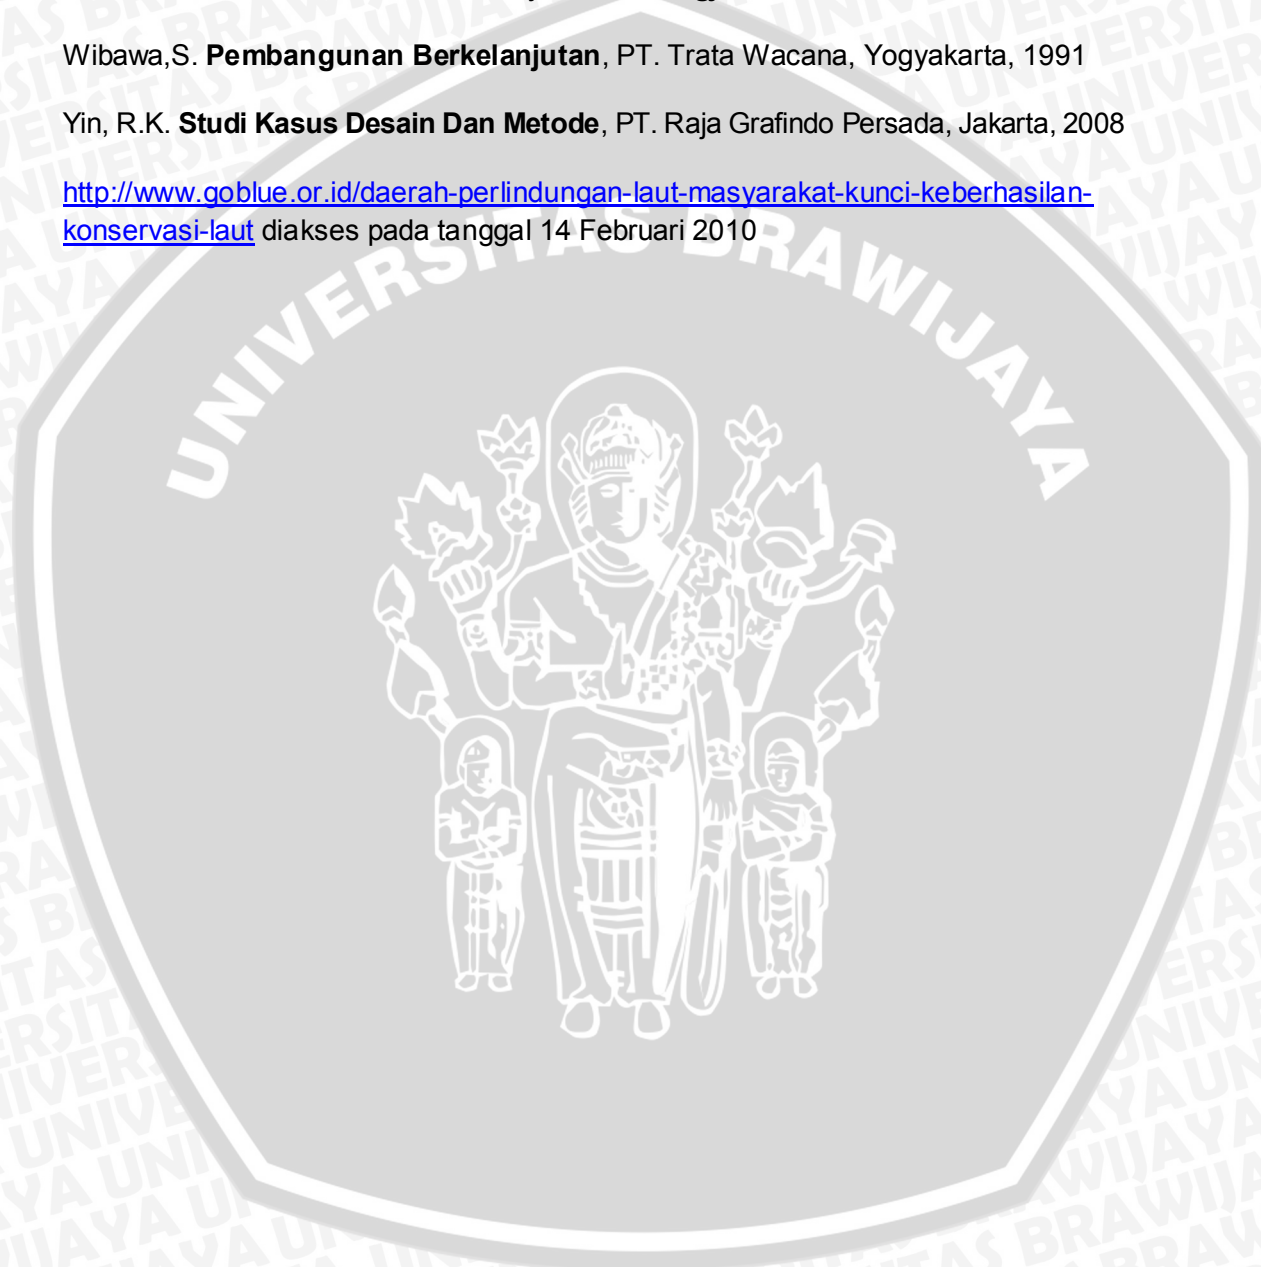 Wibawa,S. Pembangunan Berkelanjutan, PT. Trata Wacana, Yogyakarta, 1991
Yin, R.K. Studi Kasus Desain Dan Metode, PT. Raja Grafindo Persada, Jakarta, 2008
http://www.goblue.or.id/daerah-perlindungan-laut-masyarakat-kunci-keberhasilan-
konservasi-laut diakses pada tanggal 14 Februari 2010
UNIVERSITAS BRAWIJAYA